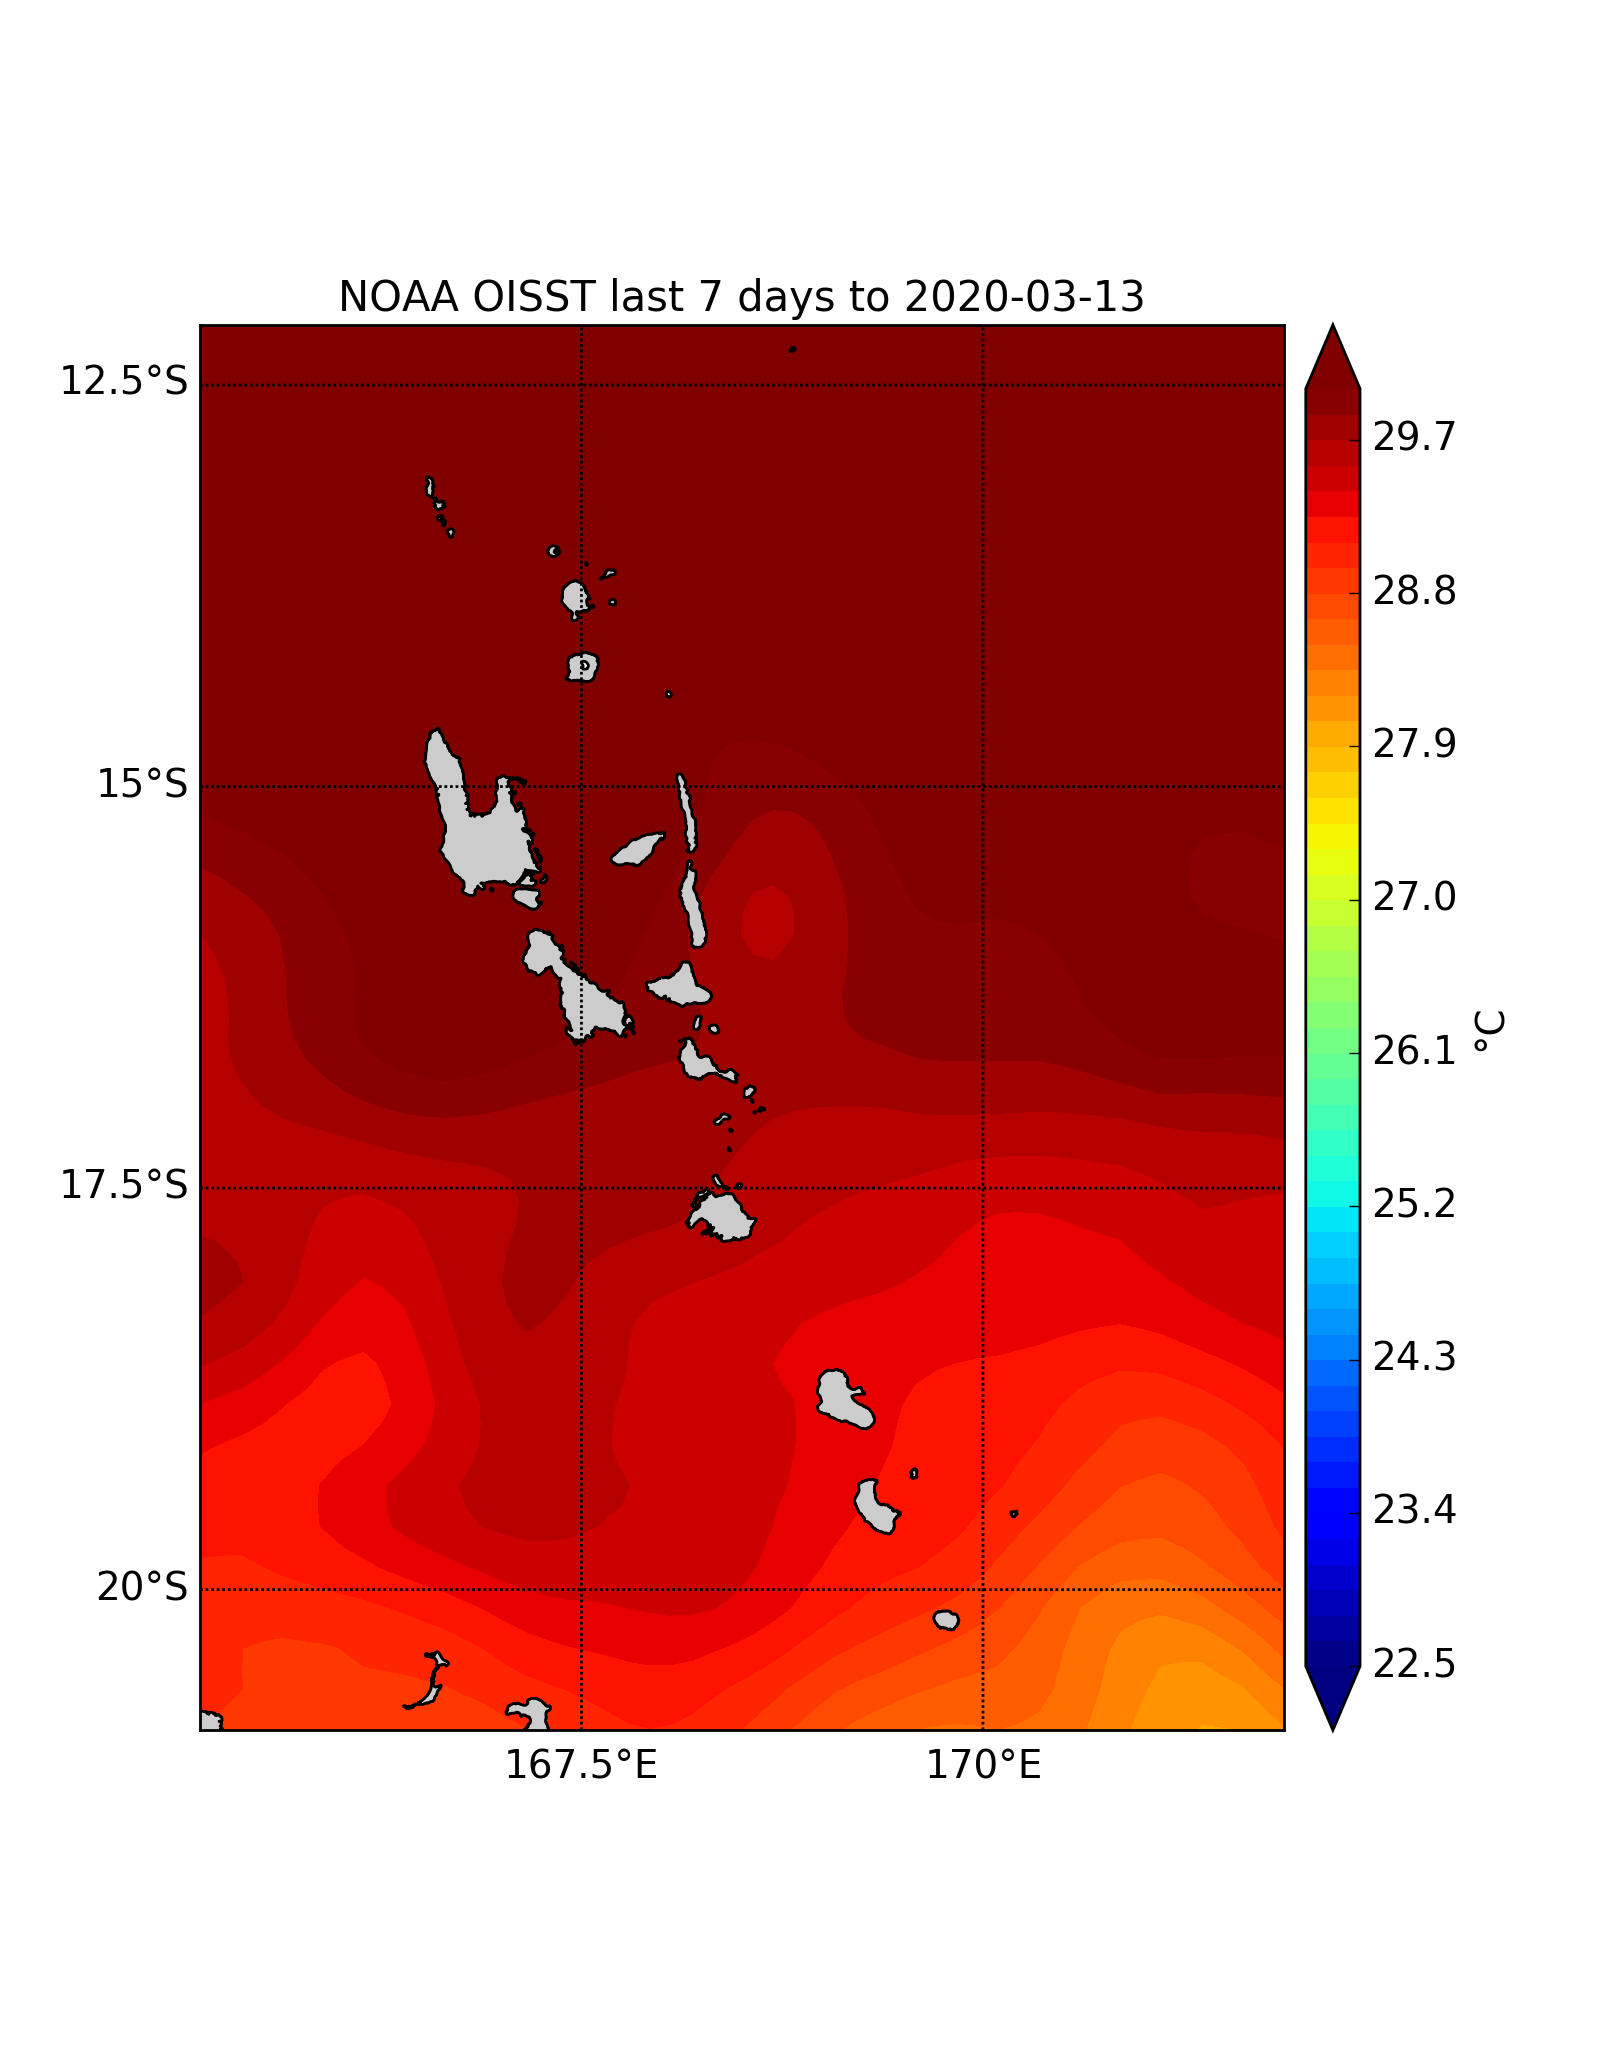 NOAA OISST last 7 days to 2020-03-13
12.5°S
15°S
17.5°S
20°S
167.5°E
170°E
29.7
28.8
27.9
27.0
26.1
25.2
24.3
23.4
22.5
°C